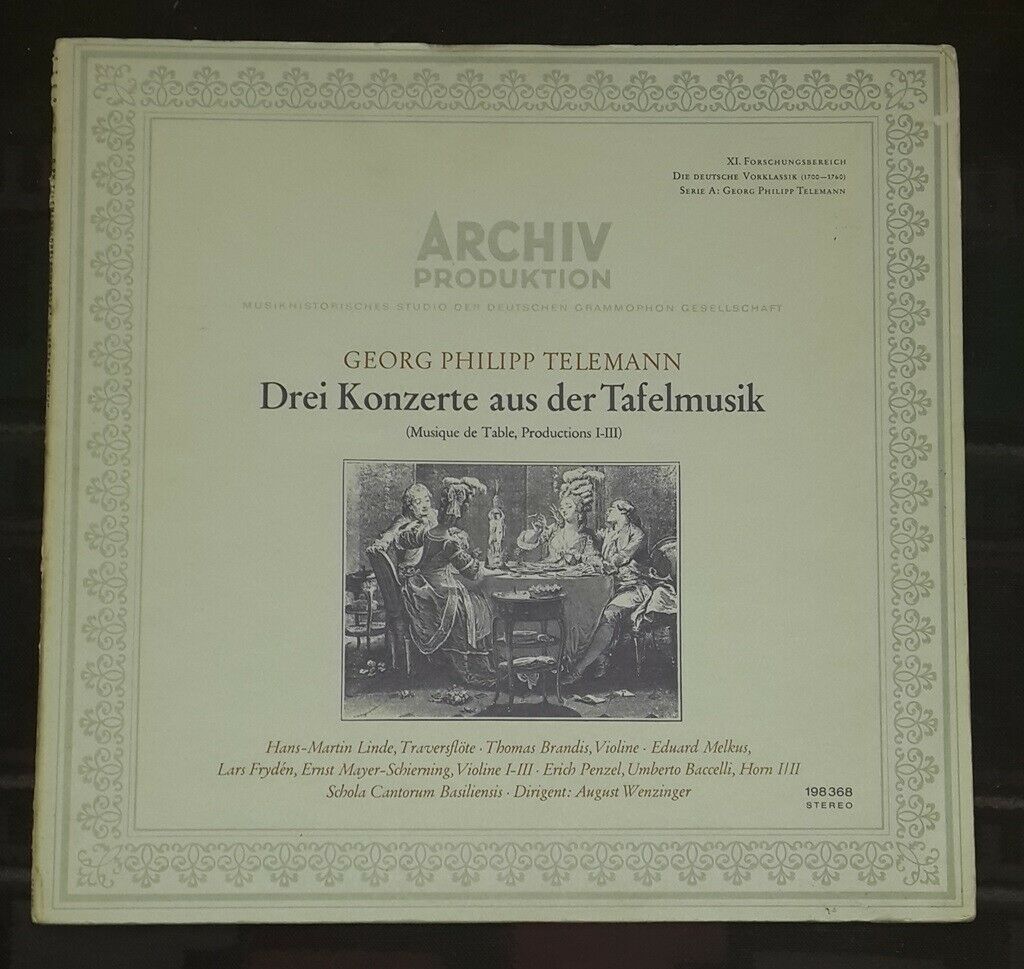 XI. Forschungsbereich
Die deutsche Vorklassik (1700—1760)
Serie A: Georg Philipp Telemann
ARCHIV
PRODUKTION
MUSIKHISTORISCHES STUDIO DER DEUTSCHEN GRAMMOPHON GESELLSCHAFT
GEORG PHILIPP TELEMANN
Drei Konzerte aus der Tafelmusik
(Musique de Table, Productions I-III)
Hans-Martin Linde, Traversflöte · Thomas Brandis, Violine · Eduard Melkus,
Lars Frydén, Ernst Mayer-Schierning, Violine I-III · Erich Penzel, Umberto Baccelli, Horn I/II
Schola Cantorum Basiliensis · Dirigent: August Wenzinger
198368
STEREO